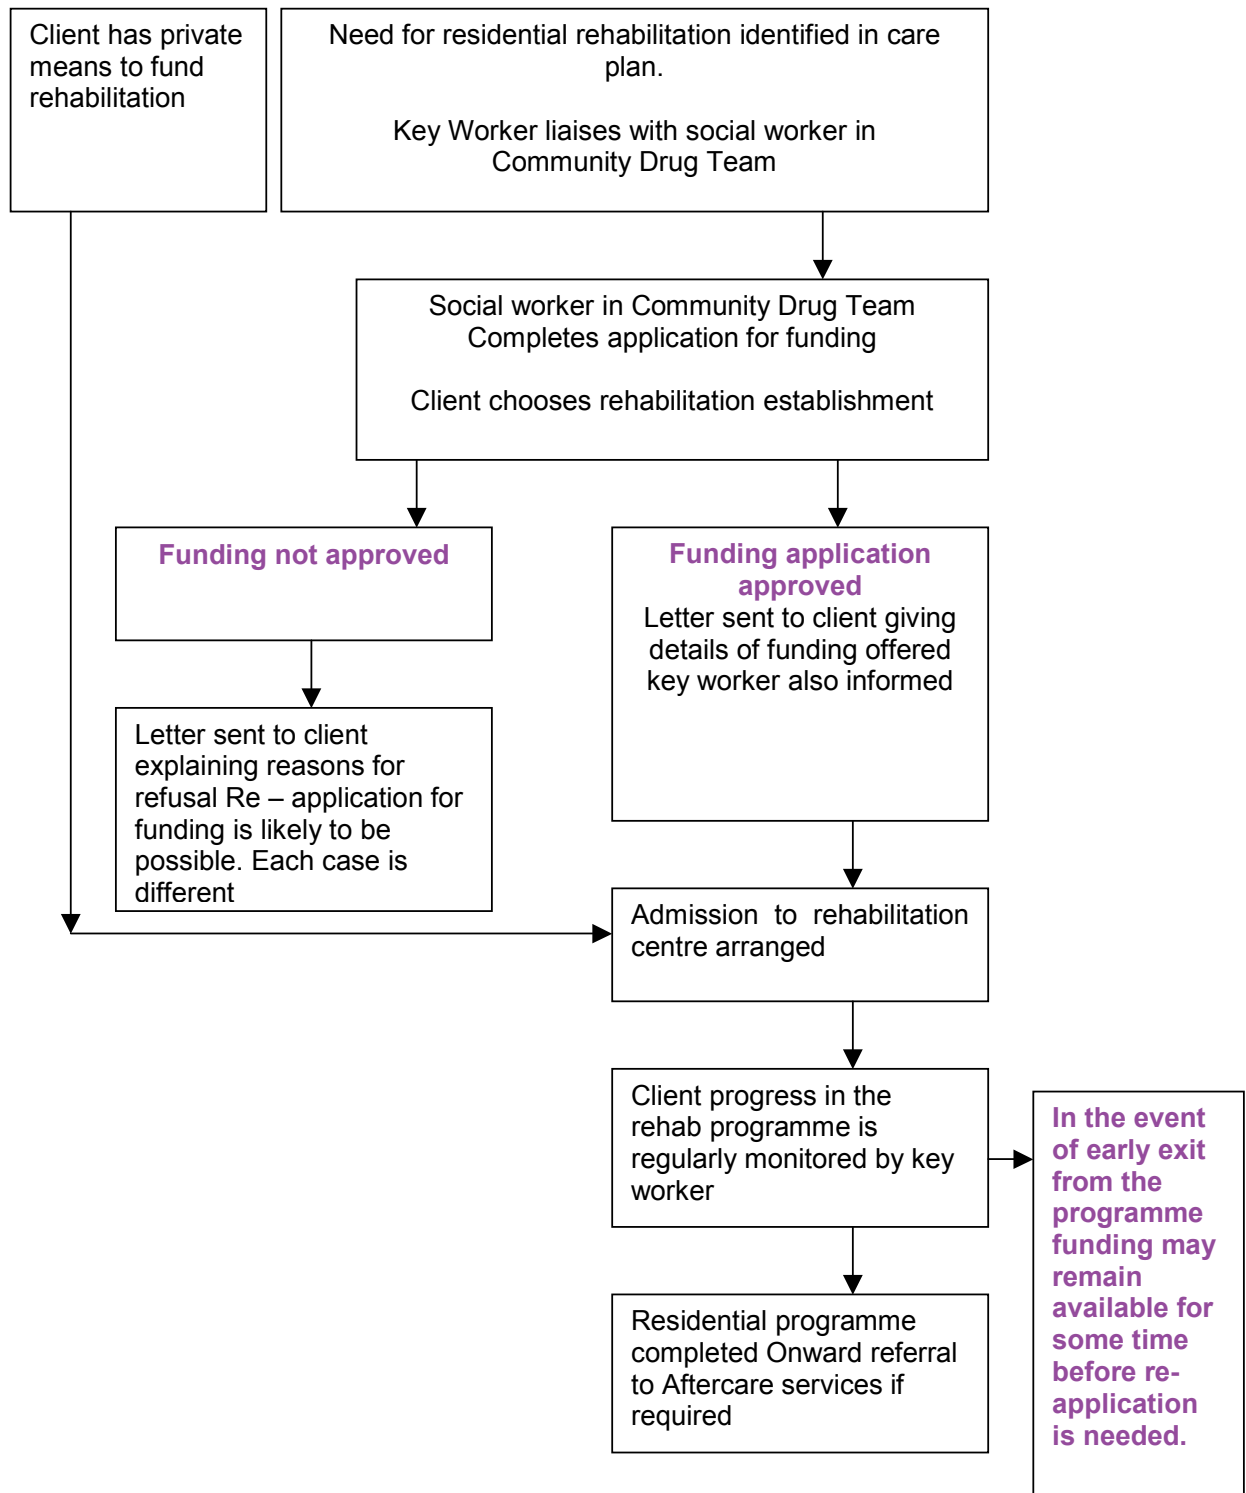 Client has private
means to fund
rehabilitation
Need for residential rehabilitation identified in care
plan.
Key Worker liaises with social worker in
Community Drug Team
Social worker in Community Drug Team
Completes application for funding
Client chooses rehabilitation establishment
Funding not approved
Funding application
approved
Letter sent to client giving
details of funding offered
key worker also informed
Letter sent to client
explaining reasons for
refusal Re – application for
funding is likely to be
possible. Each case is
different
Admission to rehabilitation
centre arranged
Client progress in the
rehab programme is
regularly monitored by key
worker
In the event
of early exit
from the
programme
funding may
remain
available for
some time
before re-
application
is needed.
Residential programme
completed Onward referral
to Aftercare services if
required